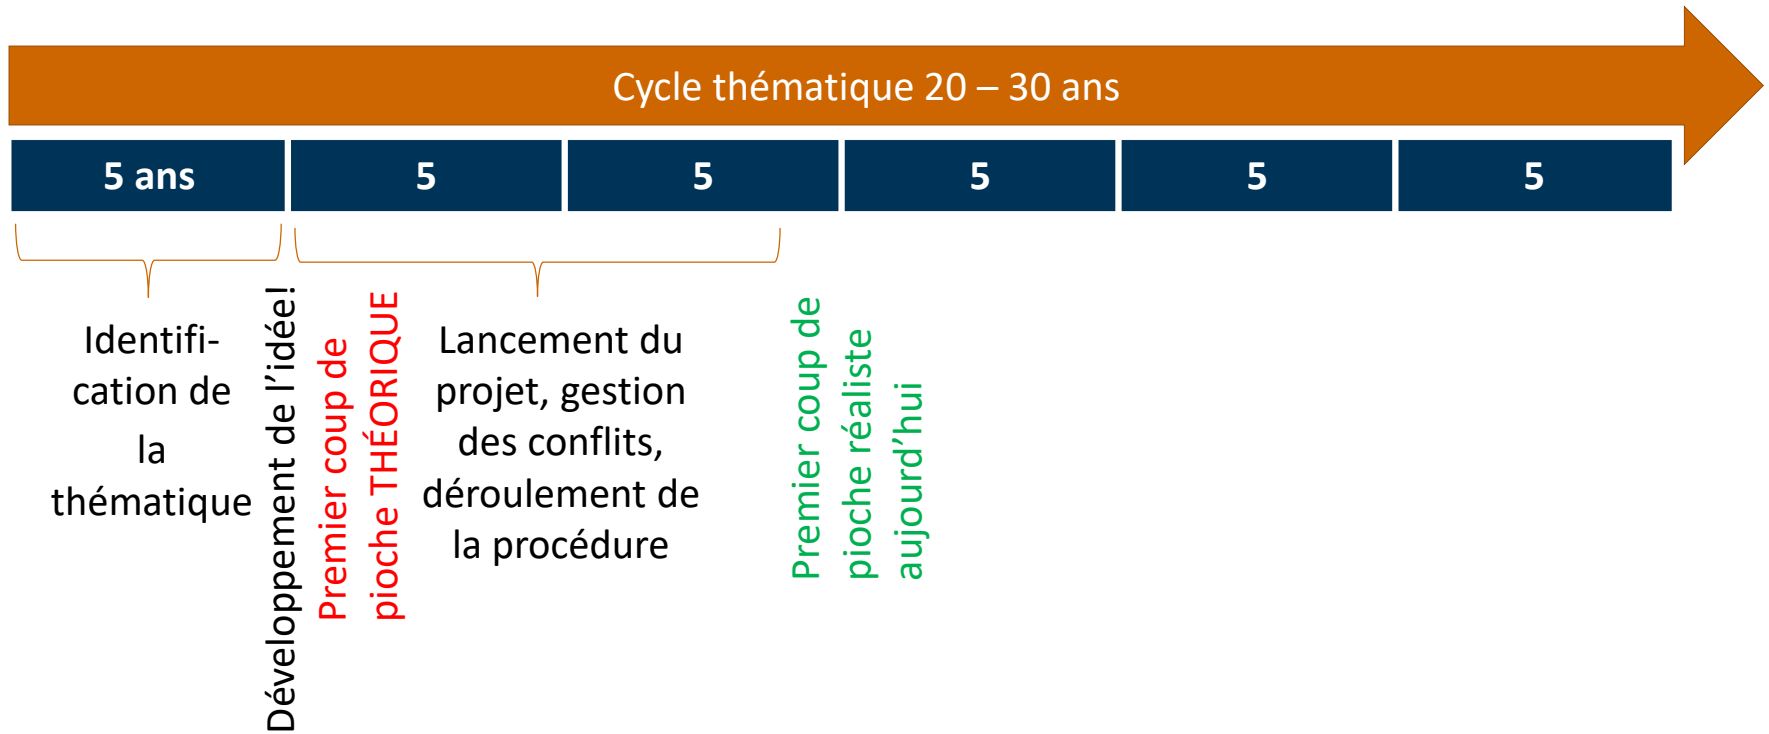 Cycle thématique 20 – 30 ans
5 ans
5
5
5
5
5
Identifi-
cation de
la
thématique
Développement de l'idée!
Premier coup de
pioche THÉORIQUE
Lancement du
projet, gestion
des conflits,
déroulement de
la procédure
Premier coup de
pioche réaliste
aujourd'hui